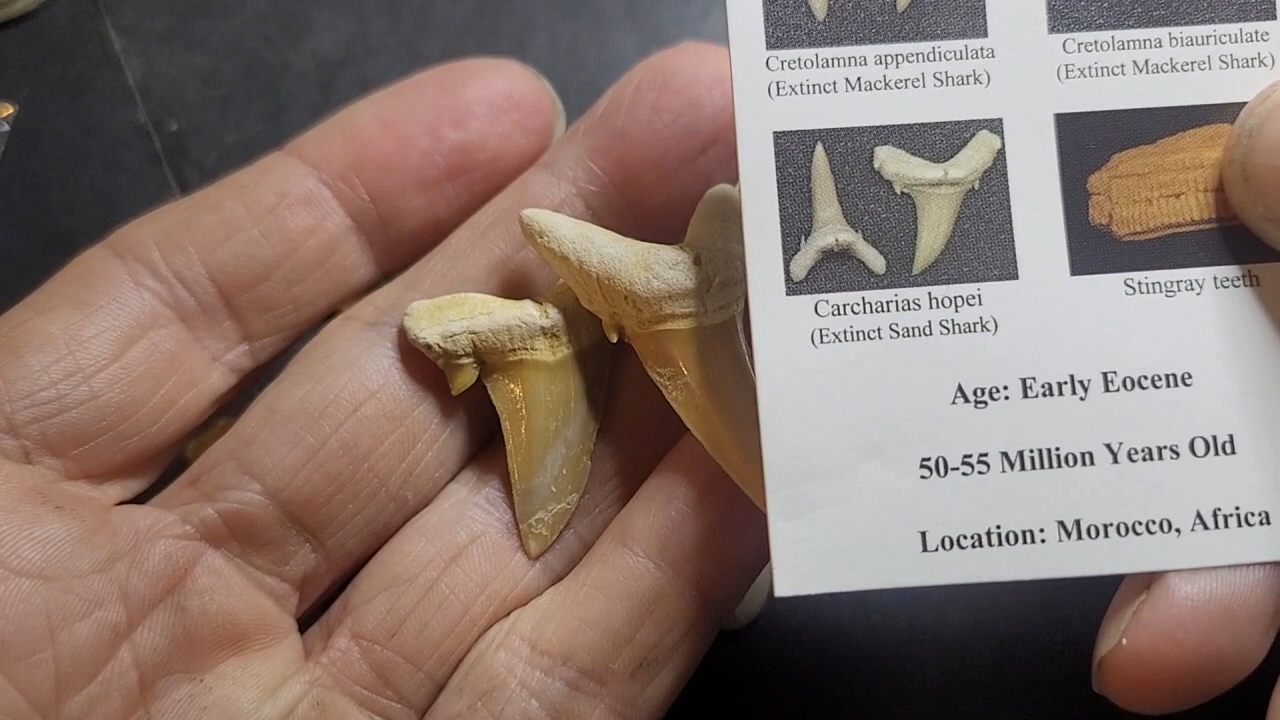 Cretolamna appendiculata
(Extinct Mackerel Shark)
Cretolamna biauriculate
(Extinct Mackerel Shark)
Carcharias hopei
(Extinct Sand Shark)
Stingray teeth
Age: Early Eocene
50-55 Million Years Old
Location: Morocco, Africa